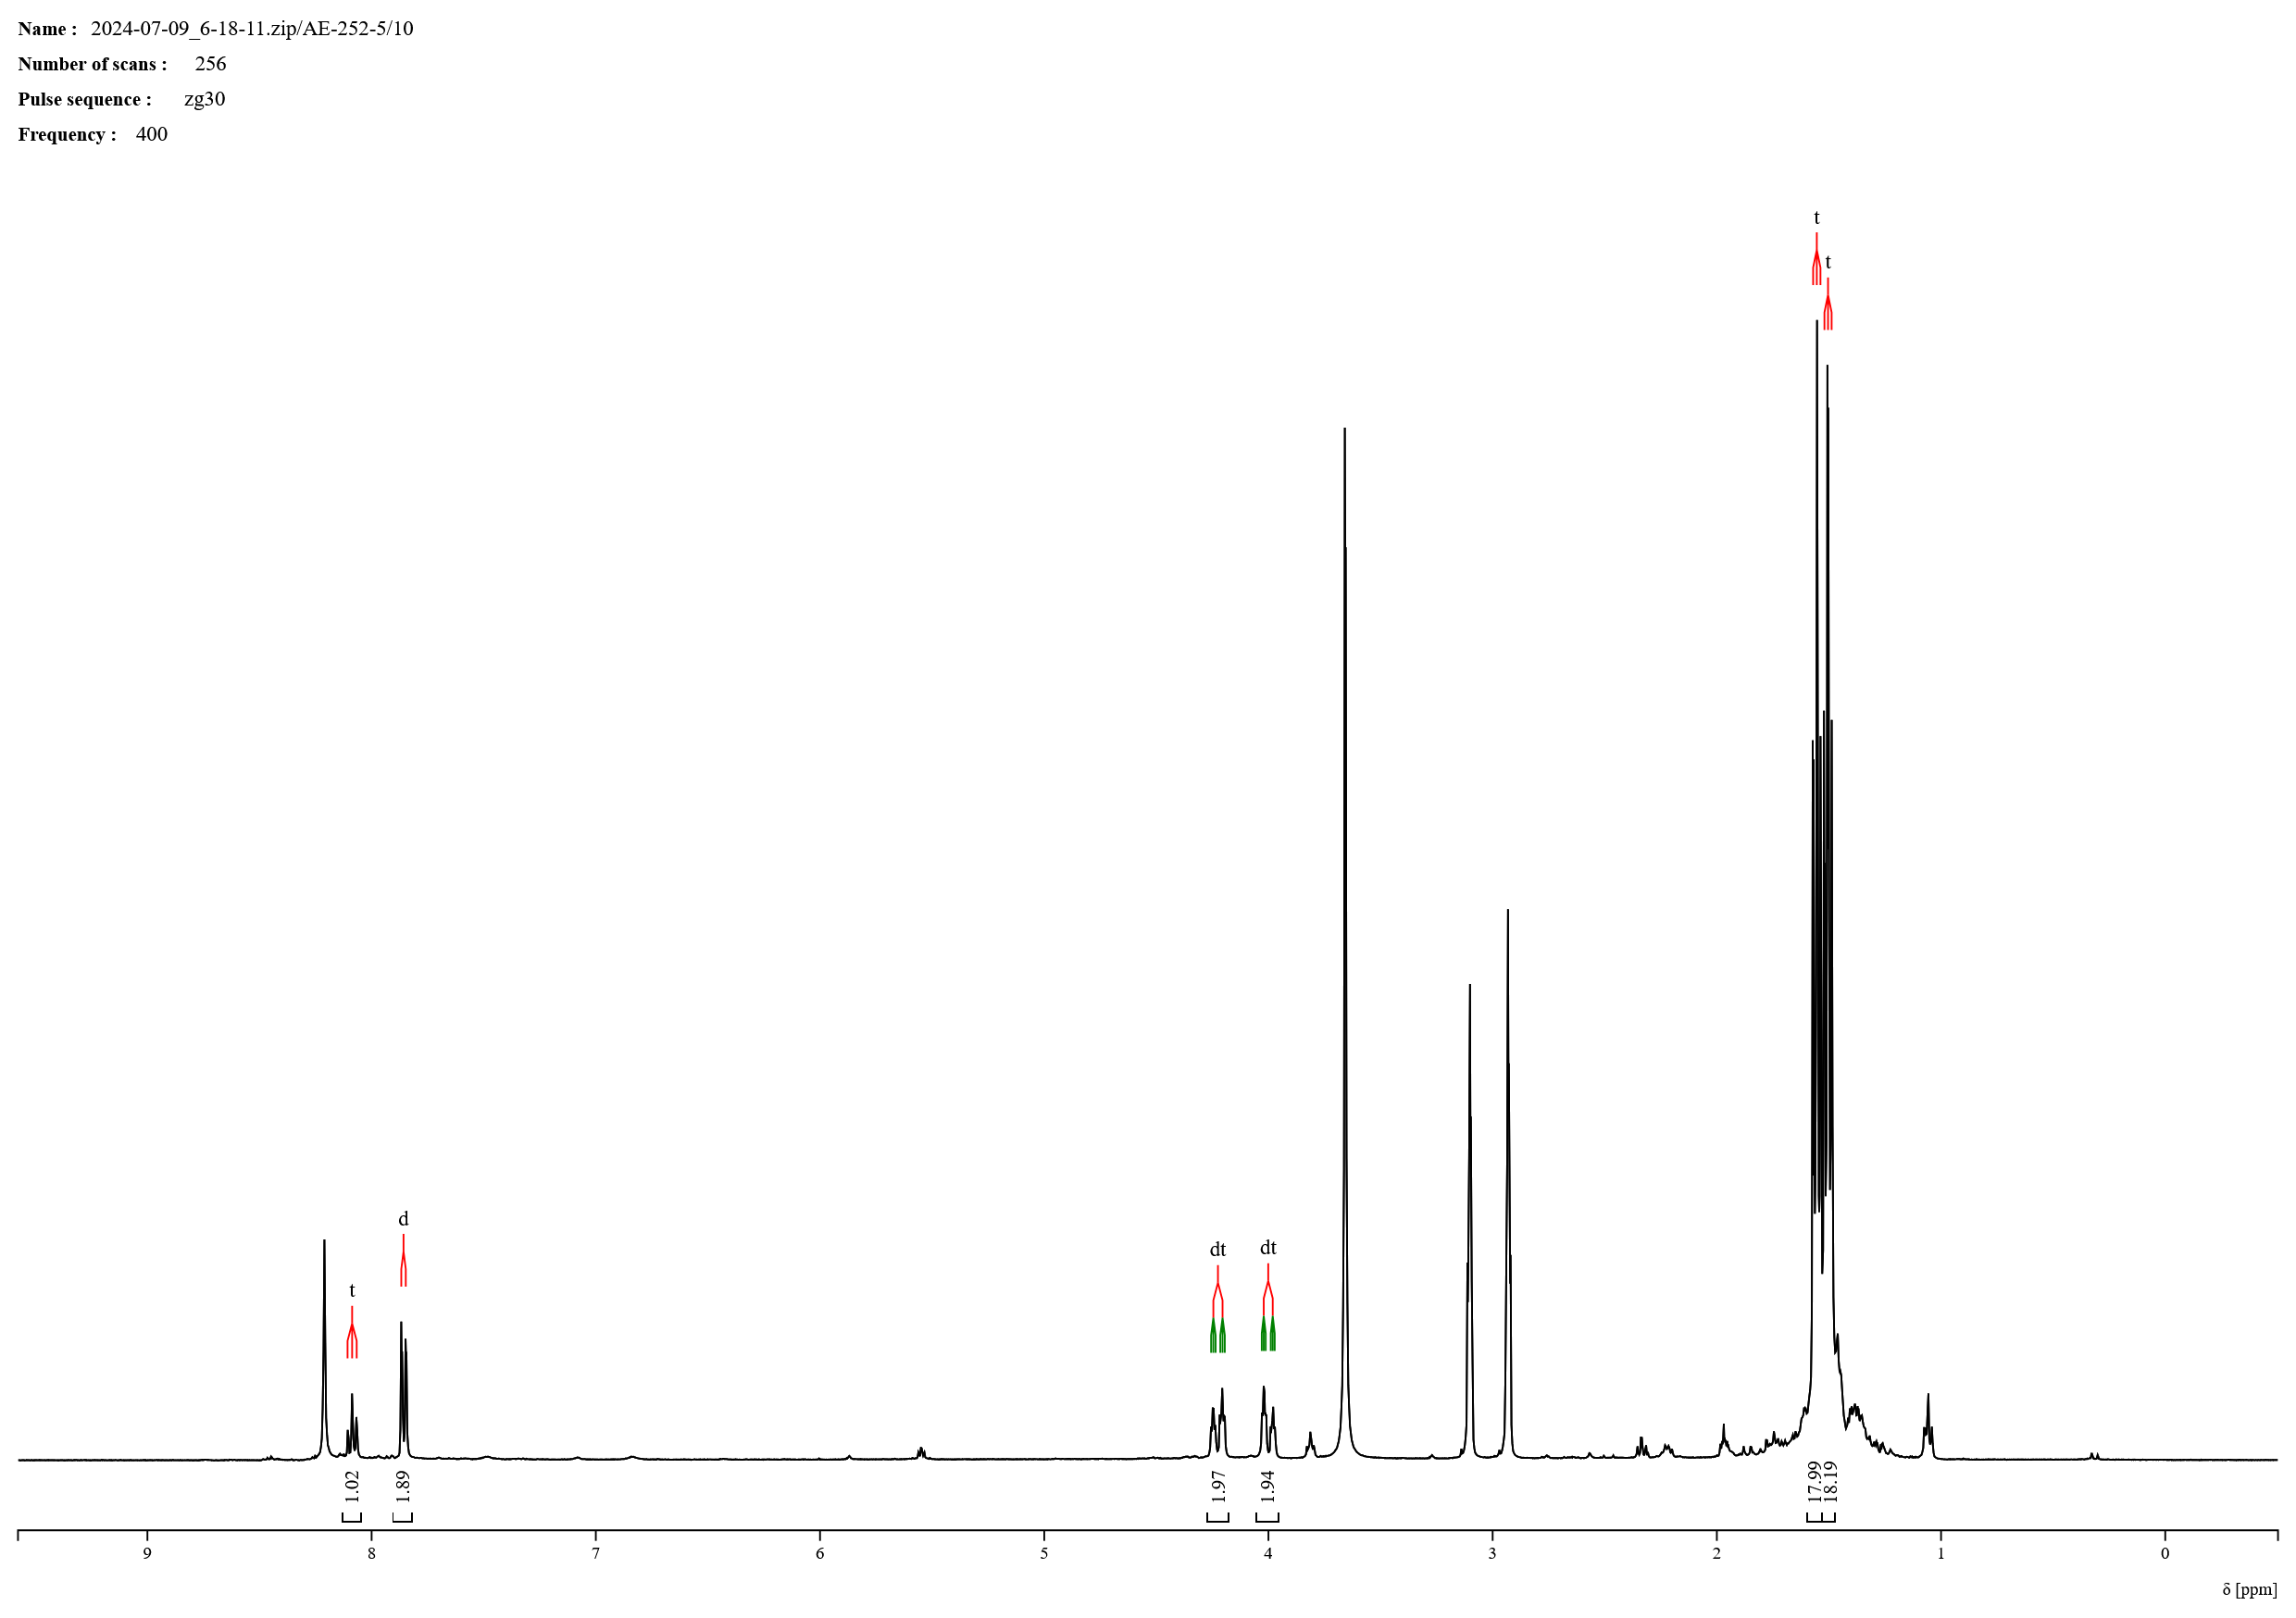 Name : 2024-07-09_6-18-11.zip/AE-252-5/10
Number of scans : 256
Pulse sequence : zg30
Frequency : 400
t
t
d
t
dt
dt
1.02
1.89
1.97
1.94
17.99
18.19
9
8
7
6
5
4
3
2
1
0
δ [ppm]